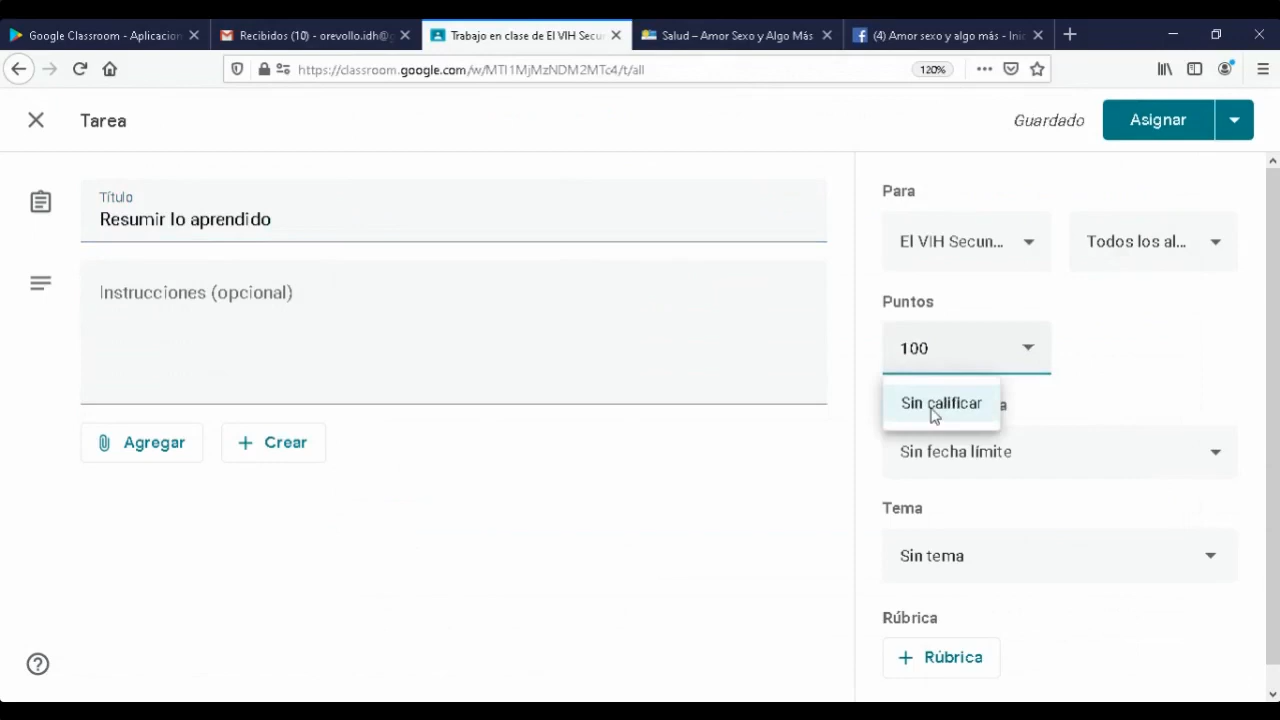 Google Classroom - Aplicacion
Recibidos (10) - orevollo.idh@g
Trabajo en clase de El VIH Secu
Salud – Amor Sexo y Algo Más
(4) Amor sexo y algo más - Inic
https://classroom.google.com/w/MTI1MjMzNDM2MTc4/t/all
120%
Tarea
Guardado
Asignar
Título
Resumir lo aprendido
Instrucciones (opcional)
Agregar
Crear
Para
El VIH Secun...
Todos los al...
Puntos
100
Sin calificar
a
Sin fecha límite
Tema
Sin tema
Rúbrica
Rúbrica